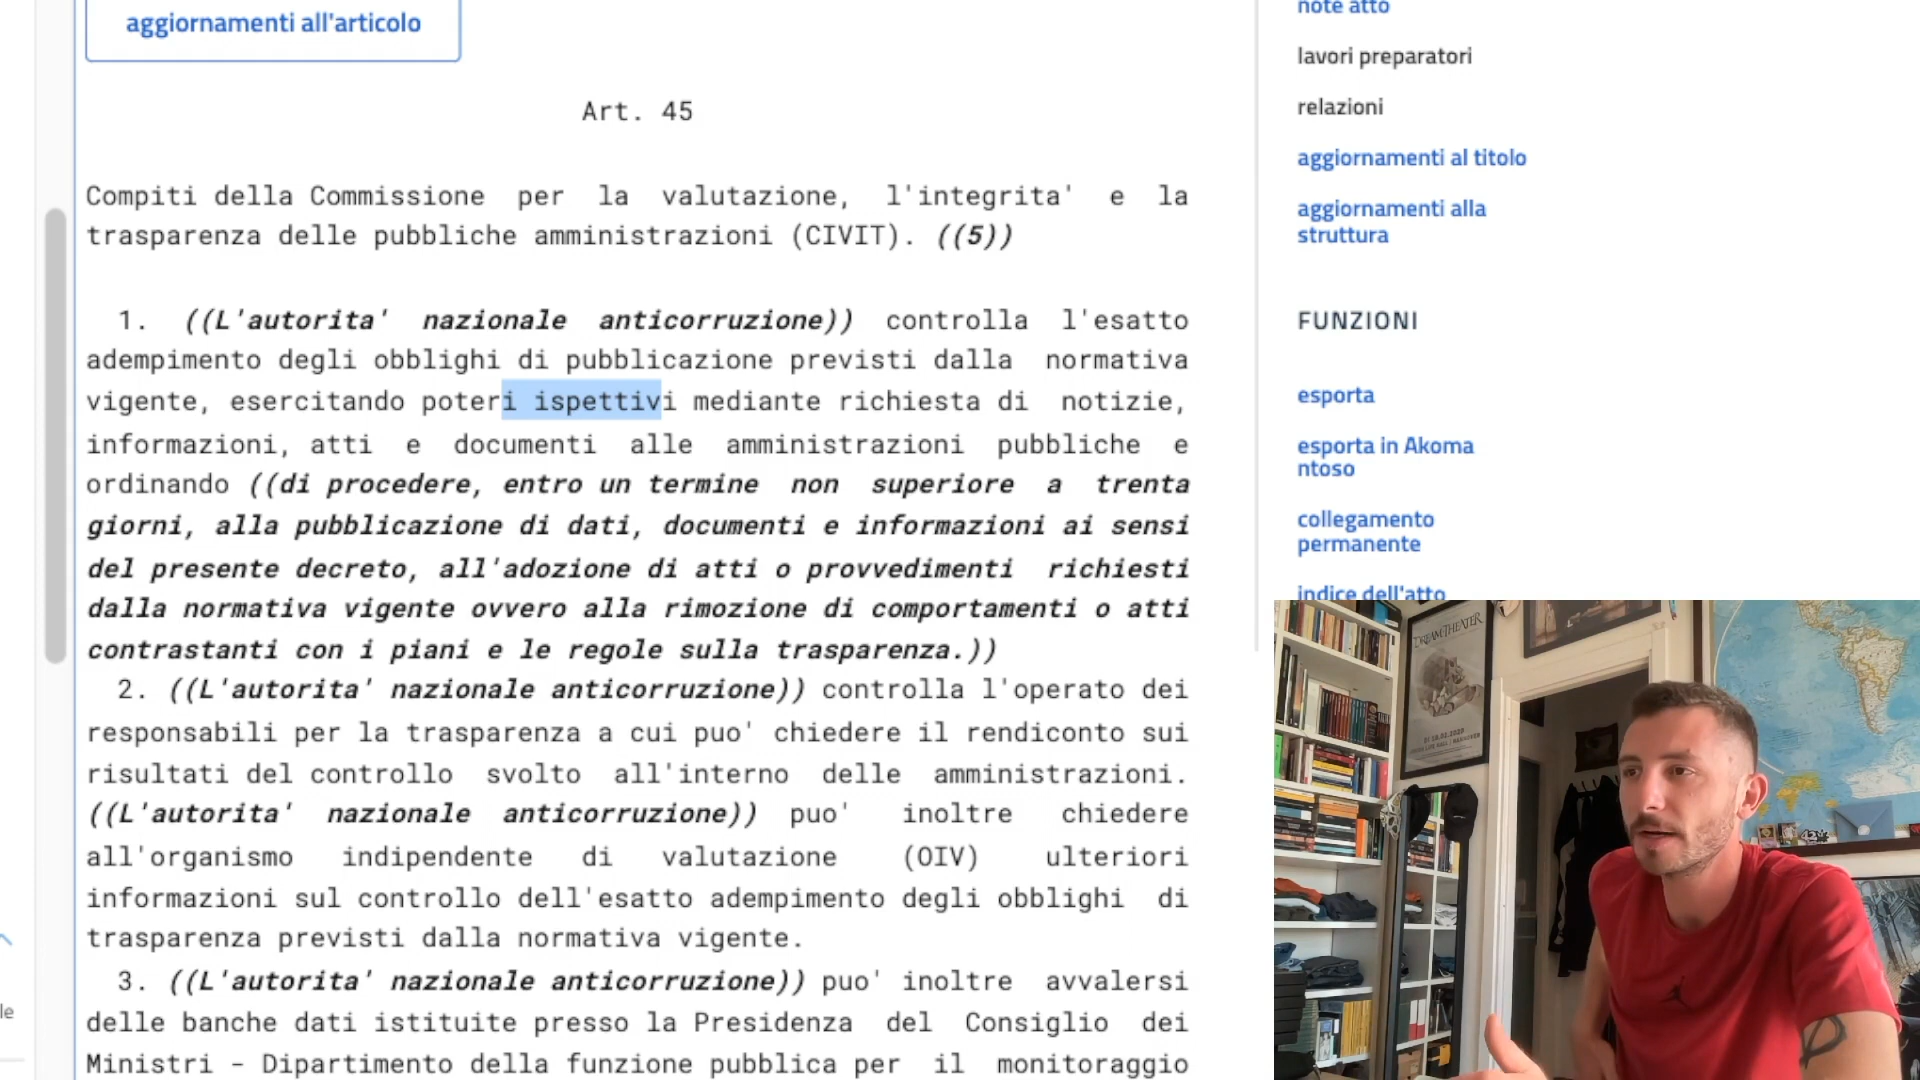 aggiornamenti all'articolo
Art. 45
Compiti della Commissione per la valutazione, l'integrita' e la
trasparenza delle pubbliche amministrazioni (CIVIT). ((5))
1. ((L'autorita' nazionale anticorruzione)) controlla l'esatto
adempimento degli obblighi di pubblicazione previsti dalla normativa
vigente, esercitando poteri ispettivi mediante richiesta di notizie,
informazioni, atti e documenti alle amministrazioni pubbliche e
ordinando ((di procedere, entro un termine non superiore a trenta
giorni, alla pubblicazione di dati, documenti e informazioni ai sensi
del presente decreto, all'adozione di atti o provvedimenti richiesti
dalla normativa vigente ovvero alla rimozione di comportamenti o atti
contrastanti con i piani e le regole sulla trasparenza.))
2. ((L'autorita' nazionale anticorruzione)) controlla l'operato dei
responsabili per la trasparenza a cui puo' chiedere il rendiconto sui
risultati del controllo svolto all'interno delle amministrazioni.
((L'autorita' nazionale anticorruzione)) puo' inoltre chiedere
all'organismo indipendente di valutazione (OIV) ulteriori
informazioni sul controllo dell'esatto adempimento degli obblighi di
trasparenza previsti dalla normativa vigente.
3. ((L'autorita' nazionale anticorruzione)) puo' inoltre avvalersi
delle banche dati istituite presso la Presidenza del Consiglio dei
Ministri - Dipartimento della funzione pubblica per il monitoraggio
le
note atto
lavori preparatori
relazioni
aggiornamenti al titolo
aggiornamenti alla
struttura
FUNZIONI
esporta
esporta in Akoma
ntoso
collegamento
permanente
indice dell'atto
DREAM THEATER